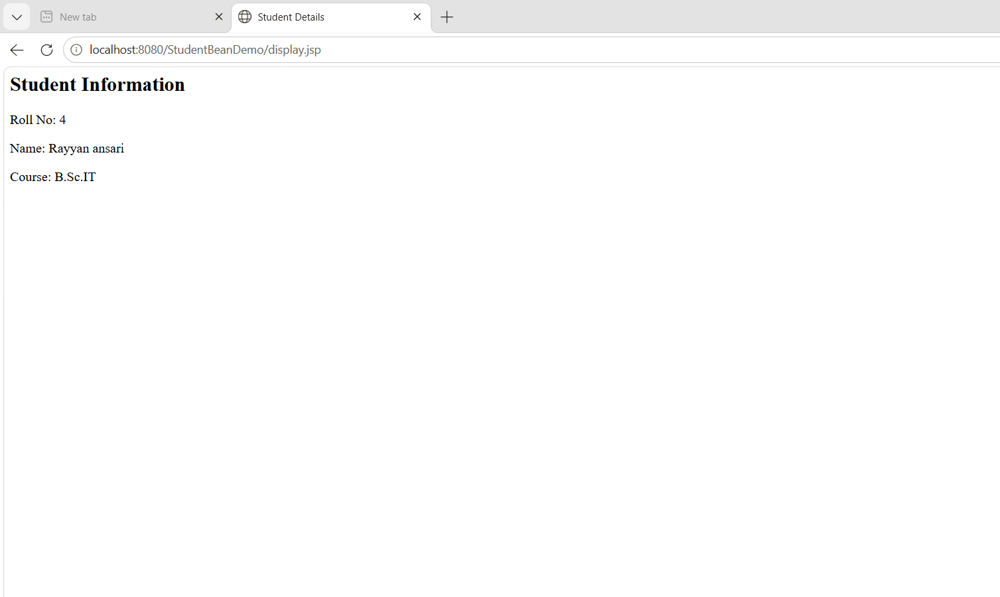 New tab
Student Details
localhost:8080/StudentBeanDemo/display.jsp
Student Information
Roll No: 4
Name: Rayyan ansari
Course: B.Sc.IT